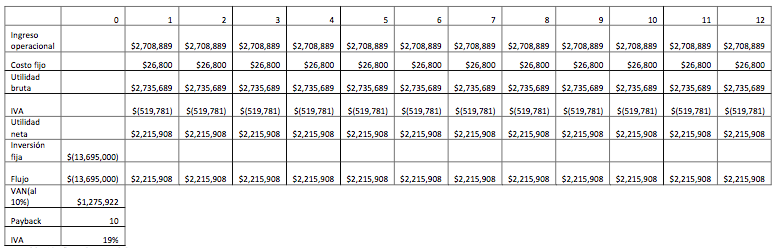 0 1 2 3 4 5 6 7 8 9 10 11 12
Ingreso
operacional $2,708,889 $2,708,889 $2,708,889 $2,708,889 $2,708,889 $2,708,889 $2,708,889 $2,708,889 $2,708,889 $2,708,889 $2,708,889 $2,708,889
Costo fijo $26,800 $26,800 $26,800 $26,800 $26,800 $26,800 $26,800 $26,800 $26,800 $26,800 $26,800 $26,800
Utilidad
bruta $2,735,689 $2,735,689 $2,735,689 $2,735,689 $2,735,689 $2,735,689 $2,735,689 $2,735,689 $2,735,689 $2,735,689 $2,735,689 $2,735,689
IVA $(519,781) $(519,781) $(519,781) $(519,781) $(519,781) $(519,781) $(519,781) $(519,781) $(519,781) $(519,781) $(519,781) $(519,781)
Utilidad
neta $2,215,908 $2,215,908 $2,215,908 $2,215,908 $2,215,908 $2,215,908 $2,215,908 $2,215,908 $2,215,908 $2,215,908 $2,215,908 $2,215,908
Inversión
fija $(13,695,000)
Flujo $(13,695,000) $2,215,908 $2,215,908 $2,215,908 $2,215,908 $2,215,908 $2,215,908 $2,215,908 $2,215,908 $2,215,908 $2,215,908 $2,215,908 $2,215,908
VAN(al
10%) $1,275,922
Payback 10
IVA 19%